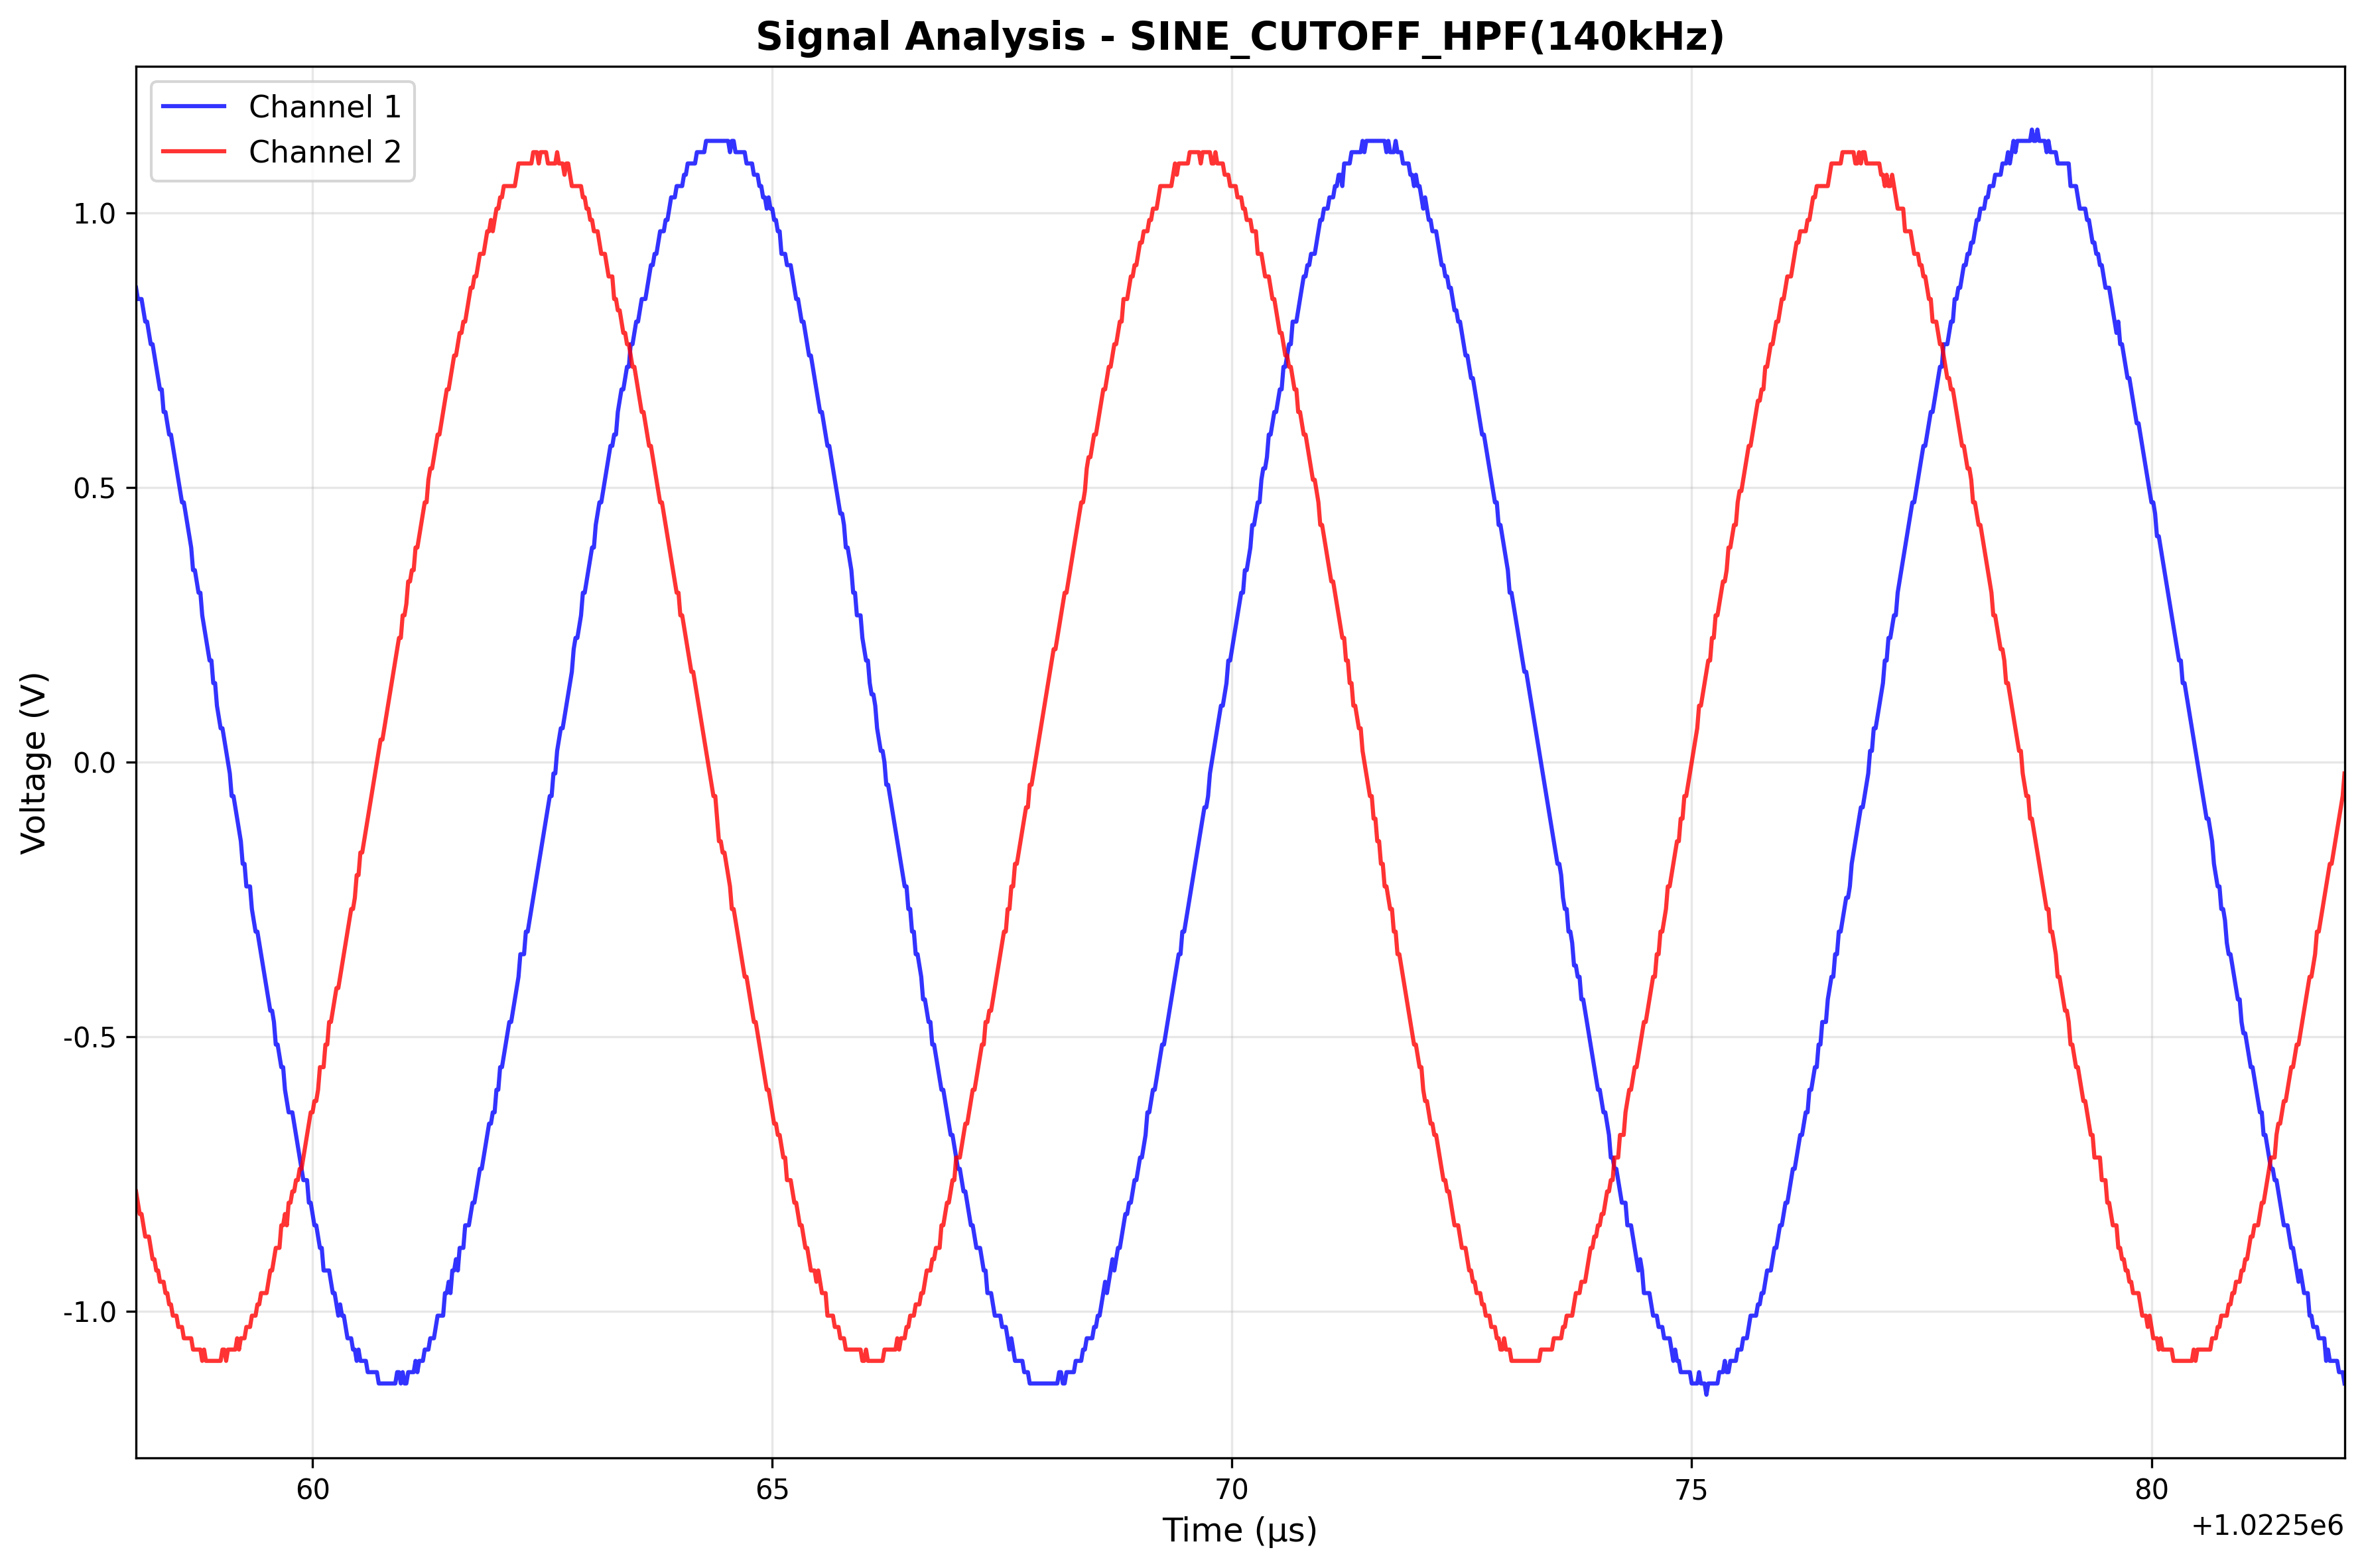 Signal Analysis - SINE_CUTOFF_HPF(140kHz)
Channel 1
Channel 2
1.0
0.5
0.0
-0.5
-1.0
Voltage (V)
60 65 70 75 80
Time (µs)
+1.0225e6